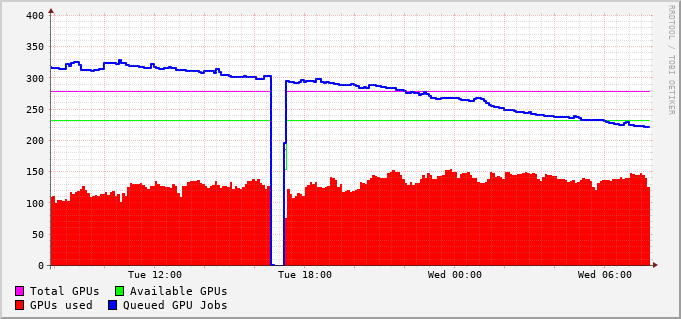 400
350
300
250
200
150
100
50
0
Tue 12:00 Tue 18:00 Wed 00:00 Wed 06:00
Total GPUs Available GPUs
GPUs used Queued GPU Jobs
RRDTOOL / TOBI OETIKER